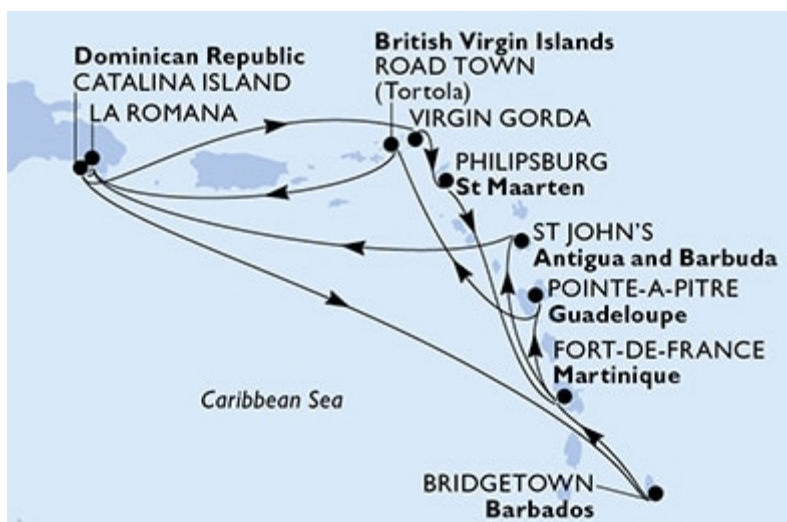 Dominican Republic
CATALINA ISLAND
LA ROMANA
British Virgin Islands
ROAD TOWN
(Tortola)
VIRGIN GORDA
PHILIPSBURG
St Maarten
ST JOHN'S
Antigua and Barbuda
POINTE-A-PITRE
Guadeloupe
FORT-DE-FRANCE
Martinique
Caribbean Sea
BRIDGETOWN
Barbados